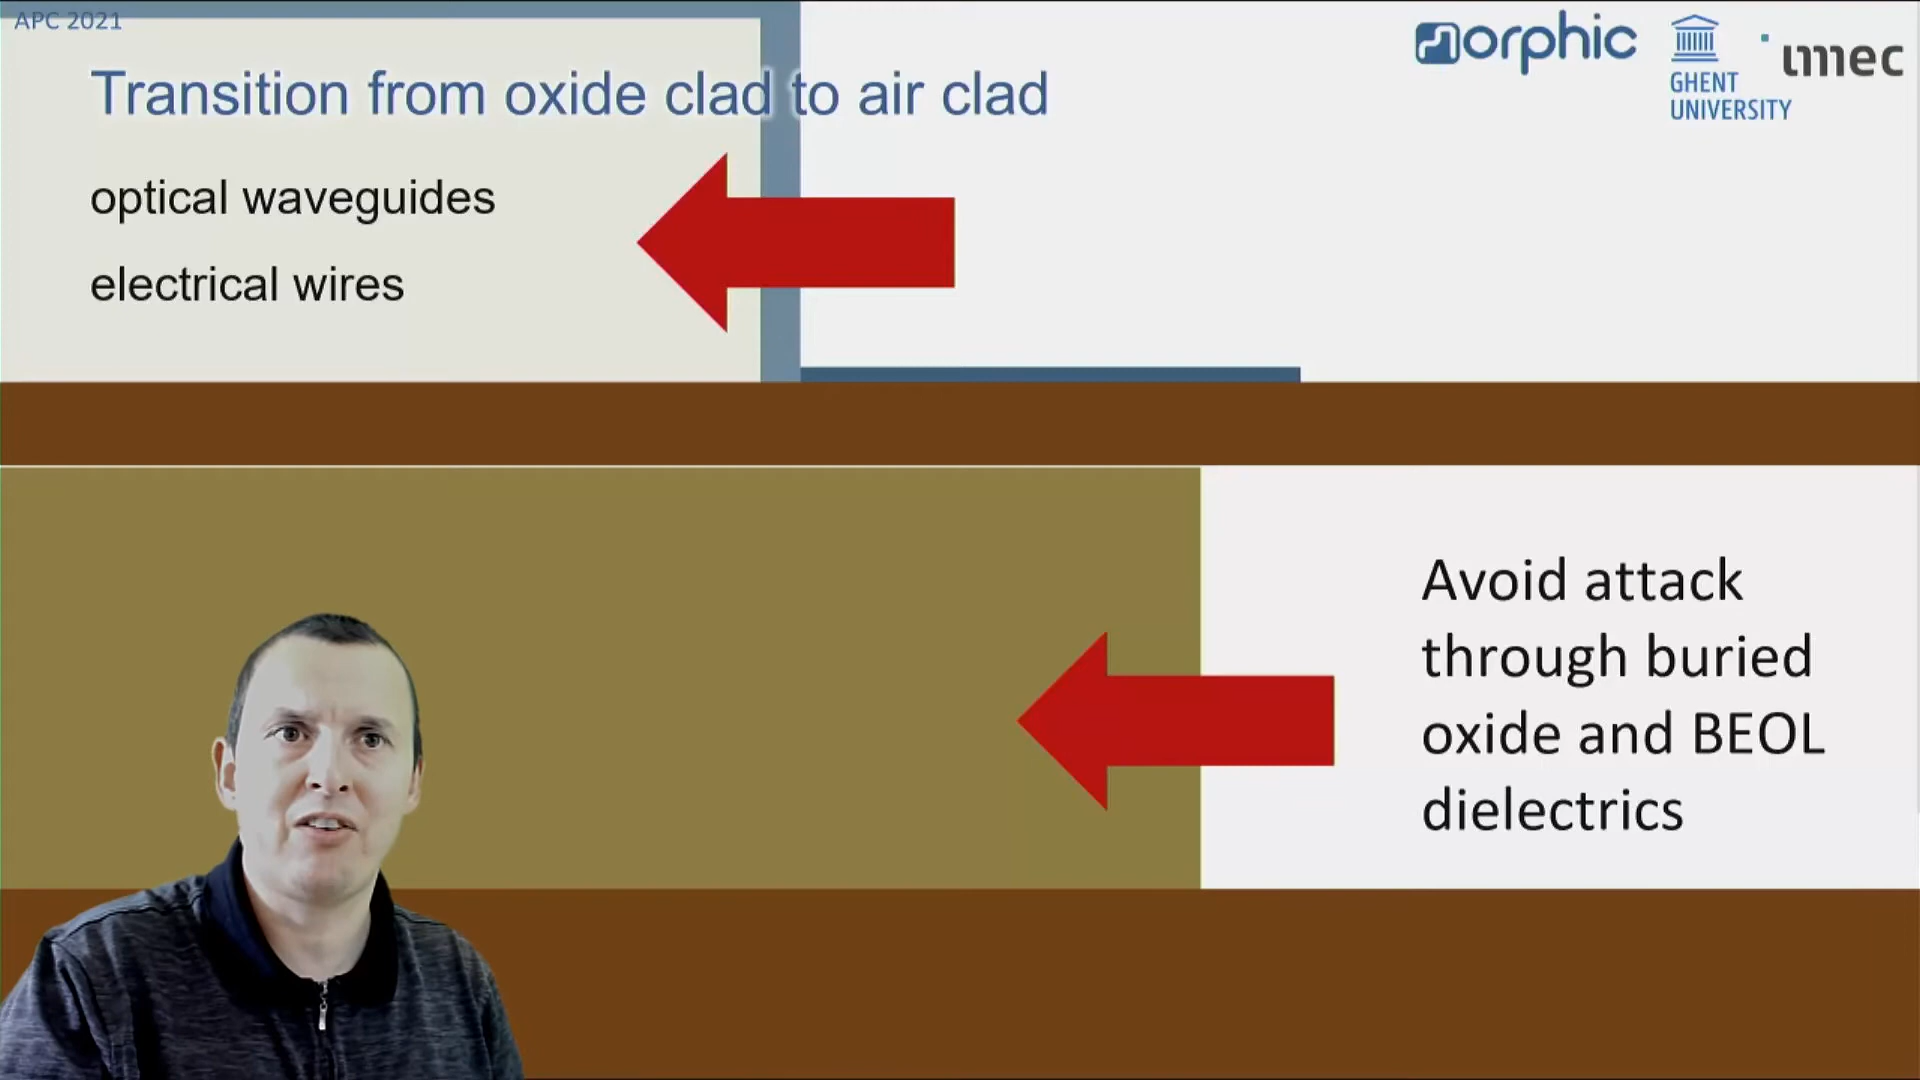 APC 2021
Transition from oxide clad to air clad
morphic
GHENT
UNIVERSITY
imec
optical waveguides
electrical wires
Avoid attack
through buried
oxide and BEOL
dielectrics